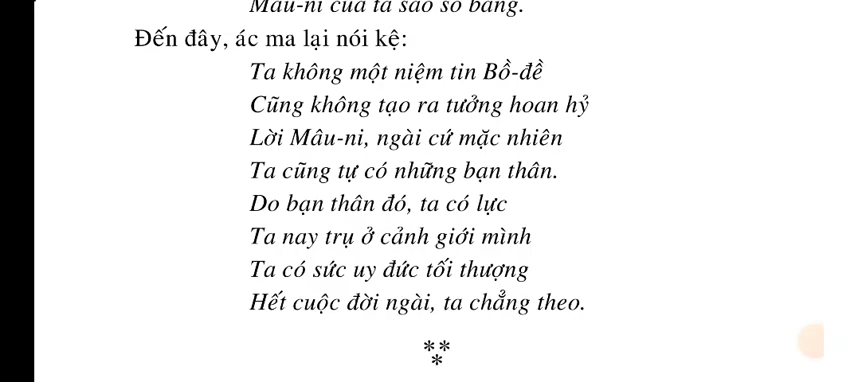 Mâu-ni của ta sao so bằng.
Đến đây, ác ma lại nói kệ:
Ta không một niệm tin Bồ-đề
Cũng không tạo ra tưởng hoan hỷ
Lời Mâu-ni, ngài cứ mặc nhiên
Ta cũng tự có những bạn thân.
Do bạn thân đó, ta có lực
Ta nay trụ ở cảnh giới mình
Ta có sức uy đức tối thượng
Hết cuộc đời ngài, ta chẳng theo.
* *
*